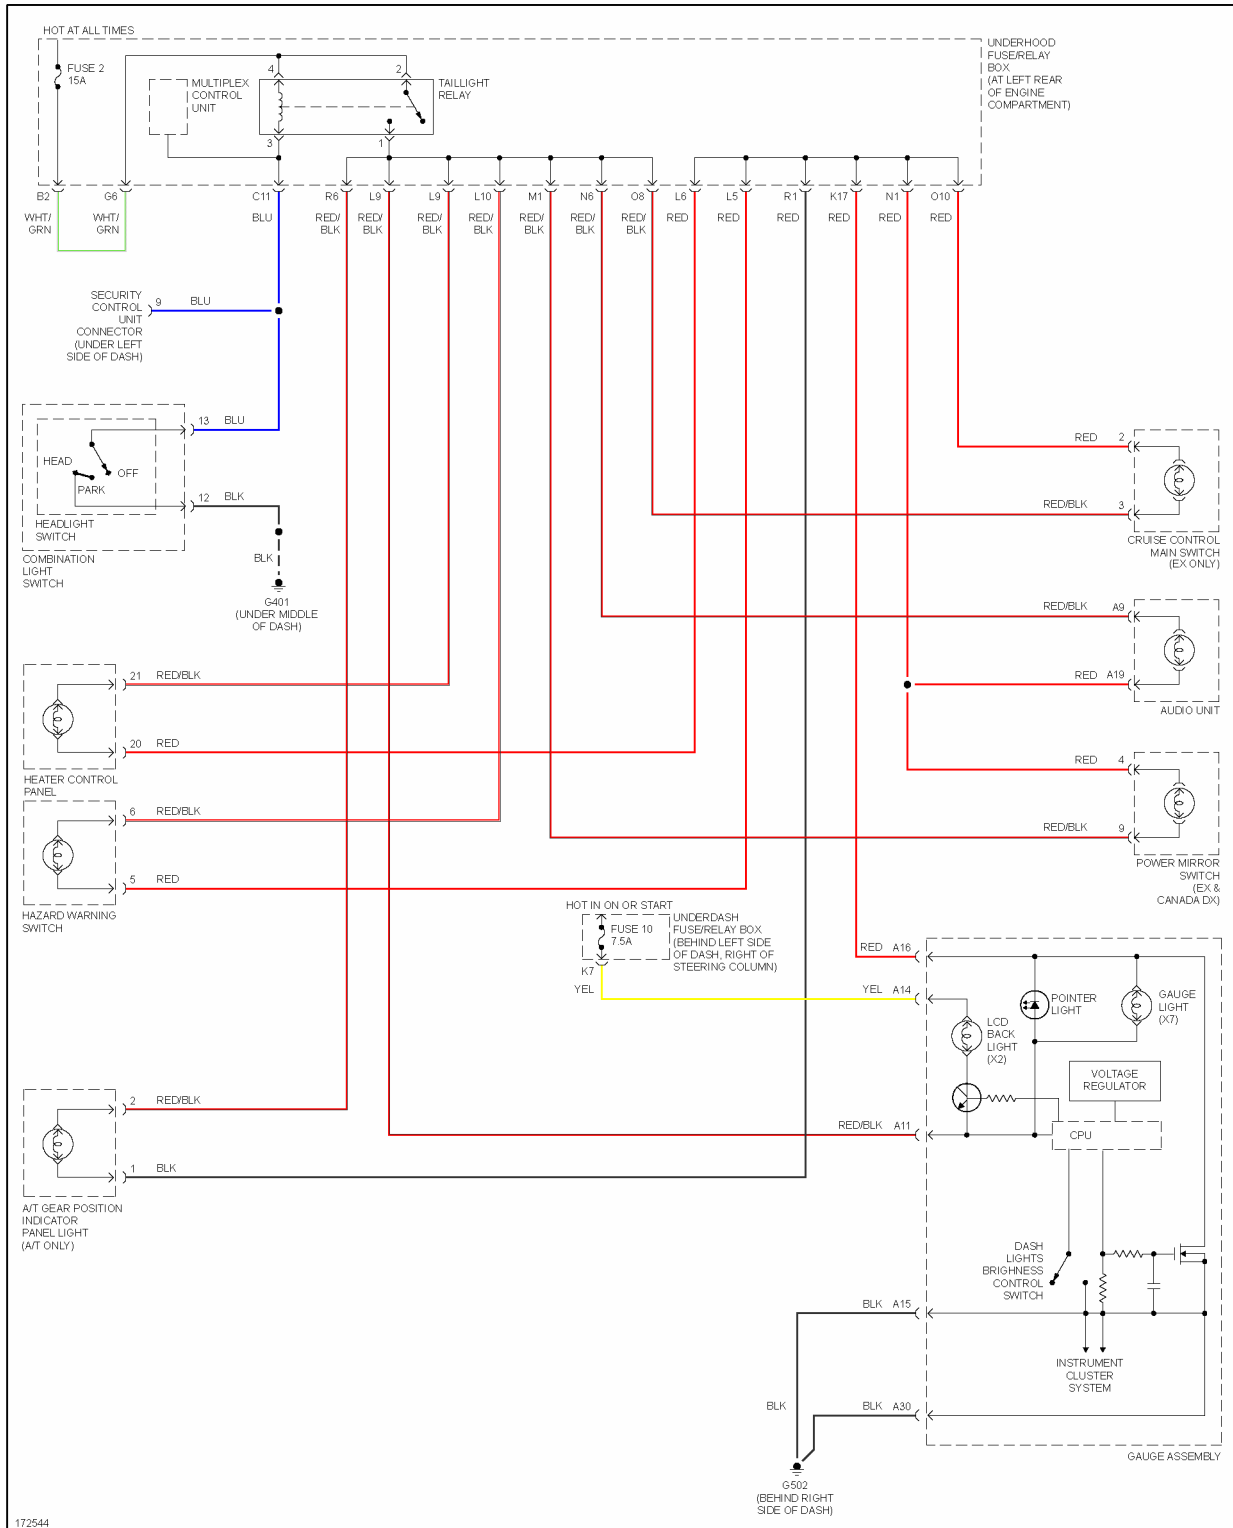 HOT AT ALL TIMES
FUSE 2
15A
MULTIPLEX
CONTROL
UNIT
4
2
3
1
TAILLIGHT
RELAY
UNDERHOOD
FUSE/RELAY
BOX
(AT LEFT REAR
OF ENGINE
COMPARTMENT)
B2 G6 C11 R6 L9 L9 L10 M1 N6 O8 L6 L5 R1 K17 N1 O10
WHT/
GRN
WHT/
GRN
BLU
RED/
BLK
RED/
BLK
RED/
BLK
RED/
BLK
RED/
BLK
RED/
BLK
RED/
BLK
RED
RED
BLK
RED
RED
RED
SECURITY
CONTROL
UNIT
CONNECTOR
(UNDER LEFT
SIDE OF DASH)
9 BLU
13 BLU
HEAD
OFF
PARK
12 BLK
HEADLIGHT
SWITCH
COMBINATION
LIGHT
SWITCH
BLK
G401
(UNDER MIDDLE
OF DASH)
RED 2
RED/BLK 3
CRUISE CONTROL
MAIN SWITCH
(EX ONLY)
RED/BLK A9
RED A19
AUDIO UNIT
21 RED/BLK
20 RED
HEATER CONTROL
PANEL
RED 4
RED/BLK 9
POWER MIRROR
SWITCH
(EX &
CANADA DX)
6 RED/BLK
5 RED
HAZARD WARNING
SWITCH
HOT IN ON OR START
FUSE 10
7.5A
K7
YEL
UNDERDASH
FUSE/RELAY BOX
(BEHIND LEFT SIDE
OF DASH, RIGHT OF
STEERING COLUMN)
RED A16
YEL A14
POINTER
LIGHT
GAUGE
LIGHT
(X7)
LCD
BACK
LIGHT
(X2)
VOLTAGE
REGULATOR
RED/BLK A11
CPU
2 RED/BLK
1 BLK
A/T GEAR POSITION
INDICATOR
PANEL LIGHT
(A/T ONLY)
DASH
LIGHTS
BRIGHNESS
CONTROL
SWITCH
BLK A15
INSTRUMENT
CLUSTER
SYSTEM
BLK
BLK A30
GAUGE ASSEMBLY
G502
(BEHIND RIGHT
SIDE OF DASH)
172544